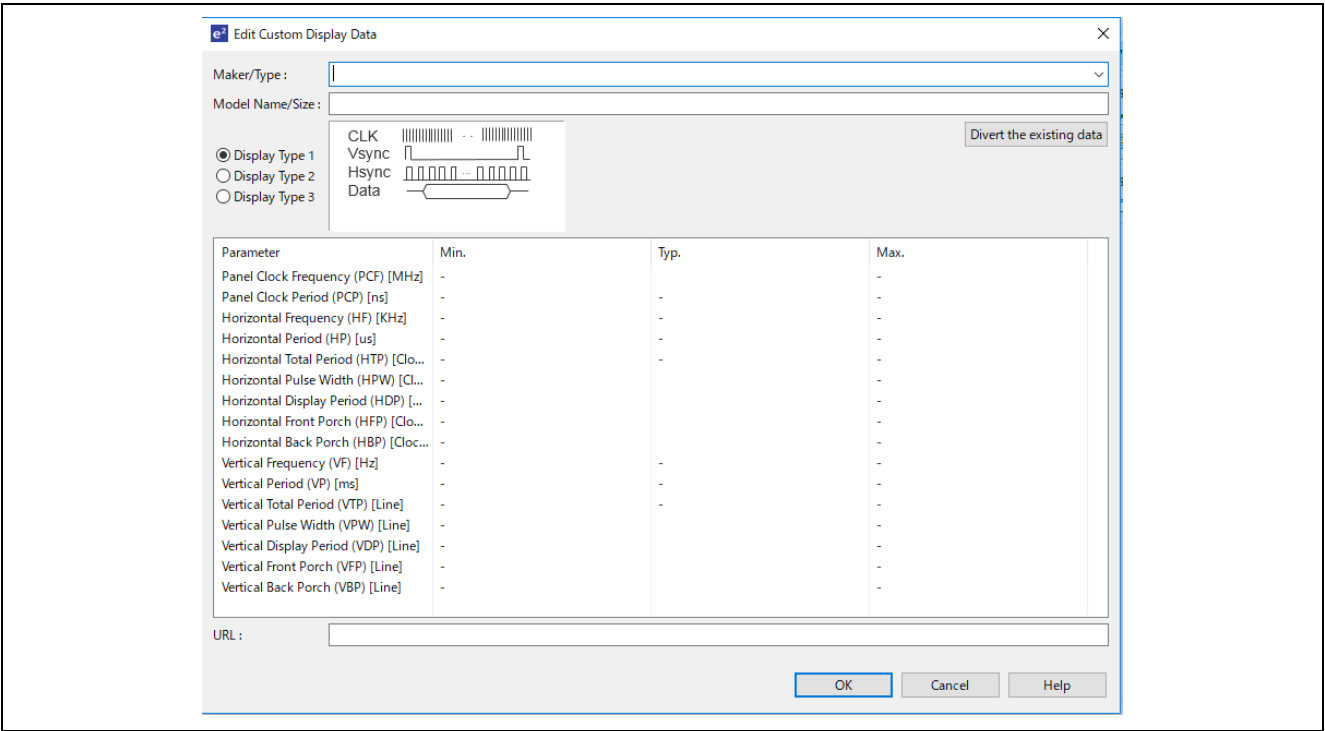 e² Edit Custom Display Data
Maker/Type :
Model Name/Size :
Divert the existing data
Display Type 1
Display Type 2
Display Type 3
CLK
Vsync
Hsync
Data
Parameter Min. Typ. Max.
Panel Clock Frequency (PCF) [MHz] - -
Panel Clock Period (PCP) [ns] - - -
Horizontal Frequency (HF) [KHz] - - -
Horizontal Period (HP) [us] - - -
Horizontal Total Period (HTP) [Clo... - - -
Horizontal Pulse Width (HPW) [Cl... - -
Horizontal Display Period (HDP) [... - -
Horizontal Front Porch (HFP) [Clo... - -
Horizontal Back Porch (HBP) [Cloc... - -
Vertical Frequency (VF) [Hz] - - -
Vertical Period (VP) [ms] - - -
Vertical Total Period (VTP) [Line] - - -
Vertical Pulse Width (VPW) [Line] - -
Vertical Display Period (VDP) [Line] - -
Vertical Front Porch (VFP) [Line] - -
Vertical Back Porch (VBP) [Line] - -
URL :
OK Cancel Help